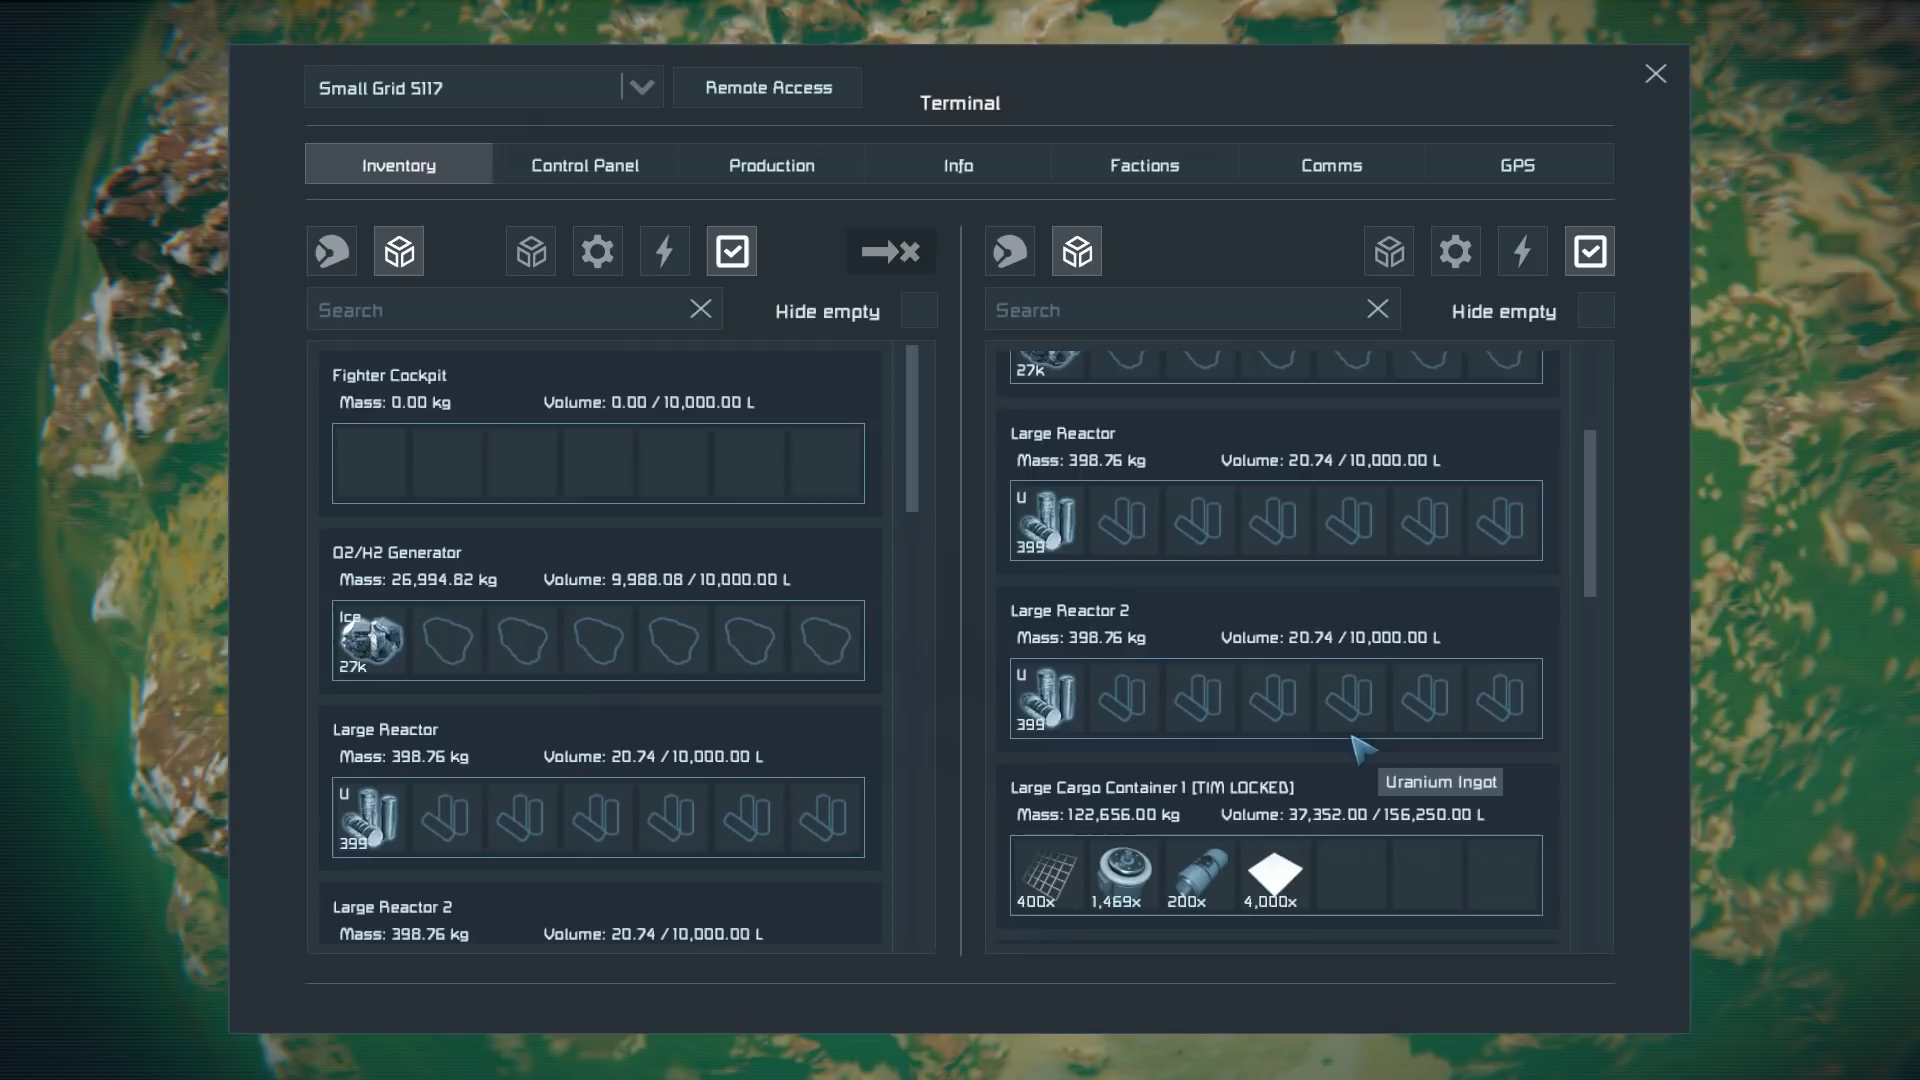 Small Grid 5117
Remote Access
Terminal
Inventory
Control Panel
Production
Info
Factions
Comms
GPS
Search
Hide empty
Fighter Cockpit
Mass: 0.00 kg
Volume: 0.00 / 10,000.00 L
O2/H2 Generator
Mass: 26,994.82 kg
Volume: 9,988.08 / 10,000.00 L
Ice
27k
Large Reactor
Mass: 398.76 kg
Volume: 20.74 / 10,000.00 L
U
399
Large Reactor 2
Mass: 398.76 kg
Volume: 20.74 / 10,000.00 L
Search
Hide empty
27k
Large Reactor
Mass: 398.76 kg
Volume: 20.74 / 10,000.00 L
U
399
Large Reactor 2
Mass: 398.76 kg
Volume: 20.74 / 10,000.00 L
U
399
Uranium Ingot
Large Cargo Container 1 [TIM LOCKED]
Mass: 122,656.00 kg
Volume: 37,352.00 / 156,250.00 L
400x
1,469x
200x
4,000x